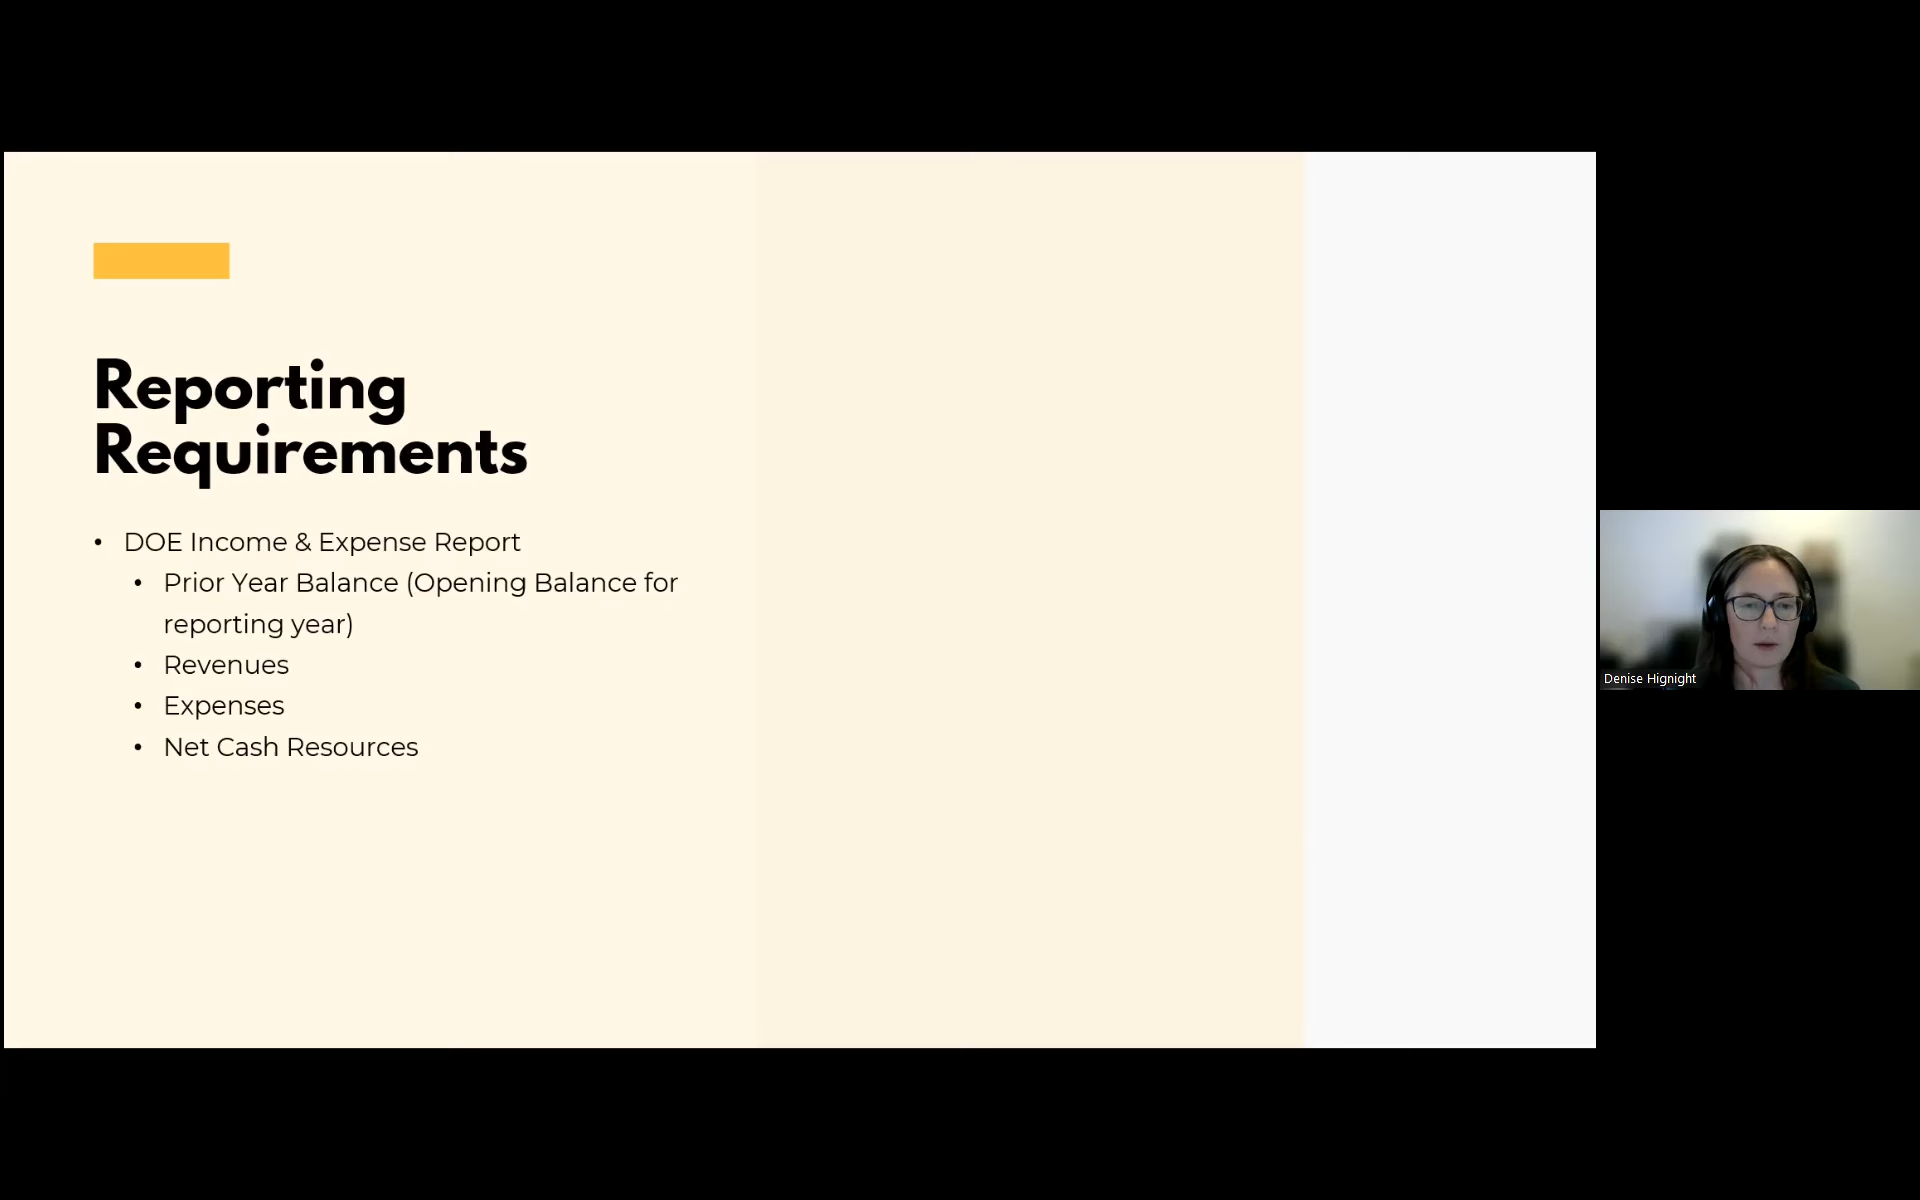 Reporting
Requirements
• DOE Income & Expense Report
• Prior Year Balance (Opening Balance for
reporting year)
• Revenues
• Expenses
• Net Cash Resources
Denise Hignight